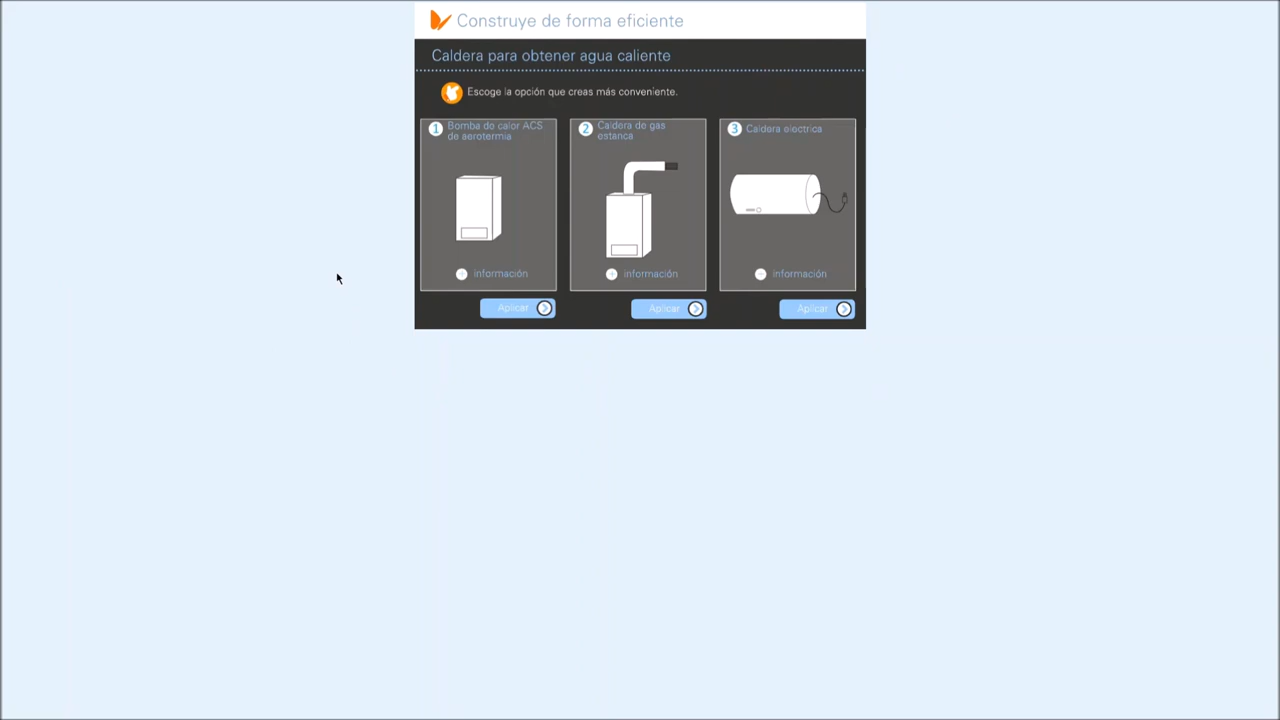 Construye de forma eficiente
Caldera para obtener agua caliente
Escoge la opción que creas más conveniente.
1 Bomba de calor ACS
de aerotermia
2 Caldera de gas
estanca
3 Caldera electrica
+ información
+ información
+ información
Aplicar
Aplicar
Aplicar